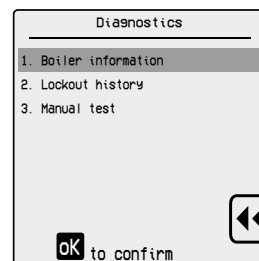 Diagnostics
1. Boiler information
2. Lockout history
3. Manual test
OK to confirm